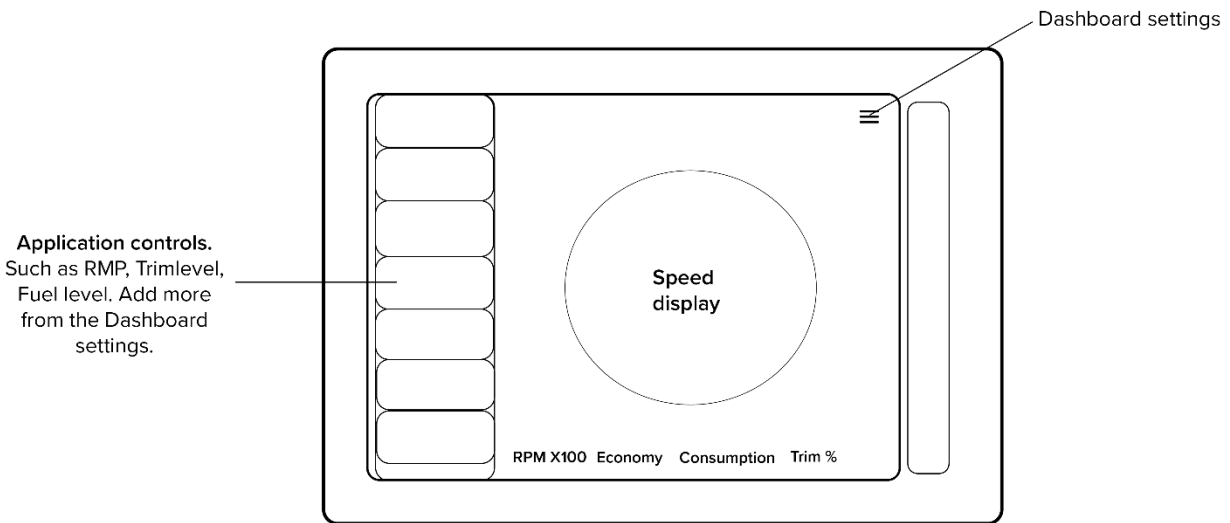 Dashboard settings
Application controls.
Such as RMP, Trimlevel,
Fuel level. Add more
from the Dashboard
settings.
Speed
display
RPM X100 Economy Consumption Trim %